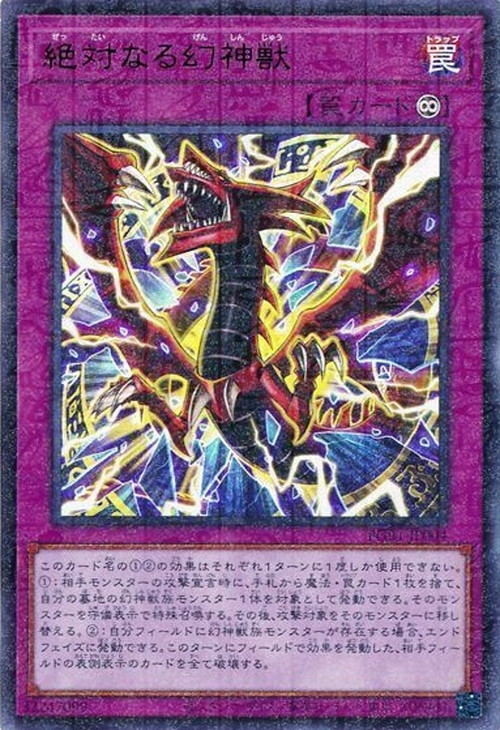 絶対なる幻神獣
罠
【罠カード】
このカード名の①②の効果はそれぞれ1ターンに1度しか使用できない。
①：相手モンスターの攻撃宣言時に、手札から魔法・罠カード1枚を捨て、
自分の墓地の幻神獣族モンスター1体を対象として発動できる。そのモン
スターを守備表示で特殊召喚する。その後、攻撃対象をそのモンスターに移し
替える。②：自分フィールドに幻神獣族モンスターが存在する場合、エンド
フェイズに発動できる。このターンにフィールドで効果を発動した、相手フィー
ルドの表側表示のカードを全て破壊する。